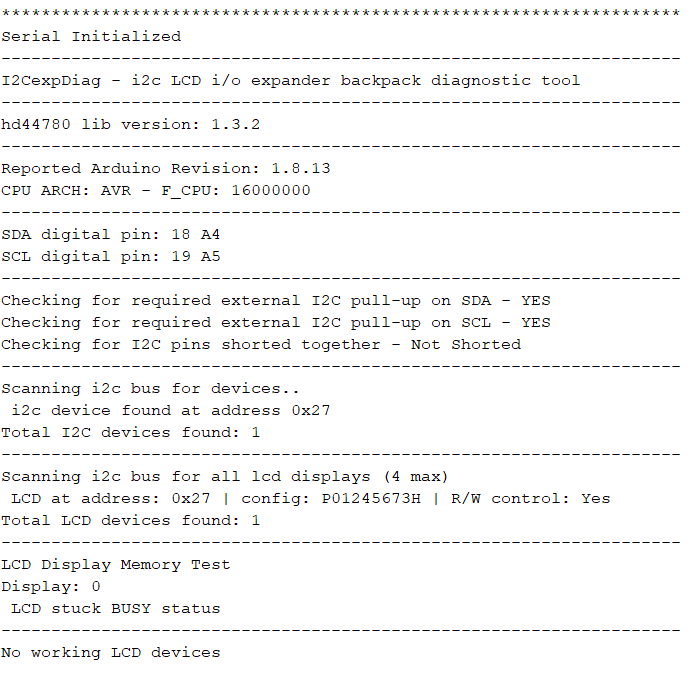 ********************************************************************
Serial Initialized
--------------------------------------------------------------------
I2CexpDiag - i2c LCD i/o expander backpack diagnostic tool
--------------------------------------------------------------------
hd44780 lib version: 1.3.2
--------------------------------------------------------------------
Reported Arduino Revision: 1.8.13
CPU ARCH: AVR - F_CPU: 16000000
--------------------------------------------------------------------
SDA digital pin: 18 A4
SCL digital pin: 19 A5
--------------------------------------------------------------------
Checking for required external I2C pull-up on SDA - YES
Checking for required external I2C pull-up on SCL - YES
Checking for I2C pins shorted together - Not Shorted
--------------------------------------------------------------------
Scanning i2c bus for devices..
 i2c device found at address 0x27
Total I2C devices found: 1
--------------------------------------------------------------------
Scanning i2c bus for all lcd displays (4 max)
 LCD at address: 0x27 | config: P01245673H | R/W control: Yes
Total LCD devices found: 1
--------------------------------------------------------------------
LCD Display Memory Test
Display: 0
 LCD stuck BUSY status
--------------------------------------------------------------------
No working LCD devices